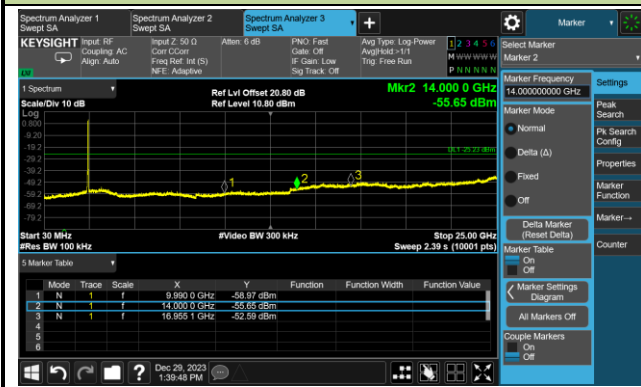 Spectrum Analyzer 1
Swept SA
Spectrum Analyzer 2
Swept SA
Spectrum Analyzer 3
Swept SA
Marker
KEYSIGHT
Input: RF
Coupling: AC
Align: Auto
Input Z: 50 Ω
Corr CCorr
Freq Ref: Int (S)
NFE: Adaptive
Atten: 6 dB
PNO: Fast
Gate: Off
IF Gain: Low
Sig Track: Off
Avg Type: Log-Power
Avg|Hold:>1/1
Trig: Free Run
1 2 3 4 5 6
M W W W W W
P N N N N N
Select Marker
Marker 2
1 Spectrum
Scale/Div 10 dB
Log
Ref Lvl Offset 20.80 dB
Ref Level 10.80 dBm
Mkr2 14.000 0 GHz
-55.65 dBm
0.800
-9.20
-19.2
-29.2
-39.2
-49.2
-59.2
-69.2
-79.2
DL1 -25.23 dBm
1
2
3
Start 30 MHz
#Res BW 100 kHz
#Video BW 300 kHz
Stop 25.00 GHz
Sweep 2.39 s (10001 pts)
5 Marker Table
Mode Trace Scale X Y Function Function Width Function Value
1 N 1 f 9.990 0 GHz -58.97 dBm
2 N 1 f 14.000 0 GHz -55.65 dBm
3 N 1 f 16.955 1 GHz -52.59 dBm
4
5
6
Dec 29, 2023
1:39:48 PM
Marker Frequency
14.000000000 GHz
Marker Mode
Normal
Delta (Δ)
Fixed
Off
Delta Marker
(Reset Delta)
Marker Table
On
Off
Marker Settings
Diagram
All Markers Off
Couple Markers
On
Off
Settings
Peak
Search
Pk Search
Config
Properties
Marker
Function
Marker→
Counter